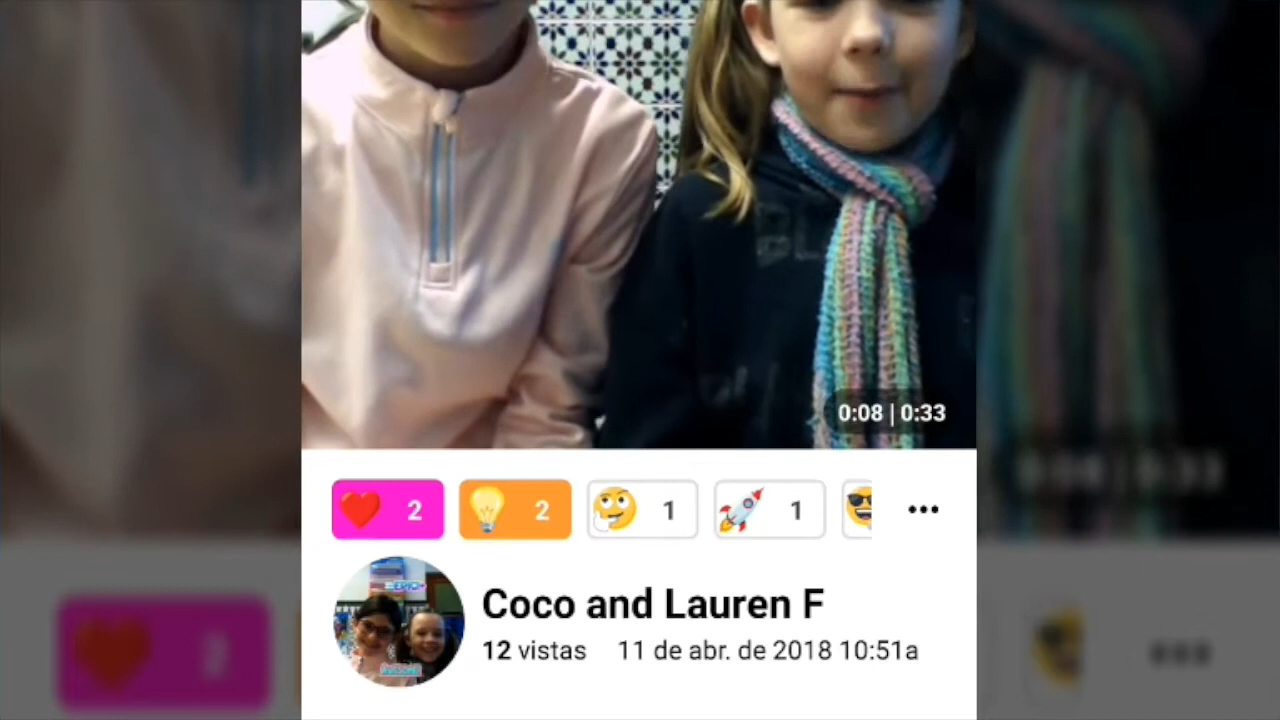 0:08 | 0:33
2
2
1
1
Coco and Lauren F
12 vistas 11 de abr. de 2018 10:51a